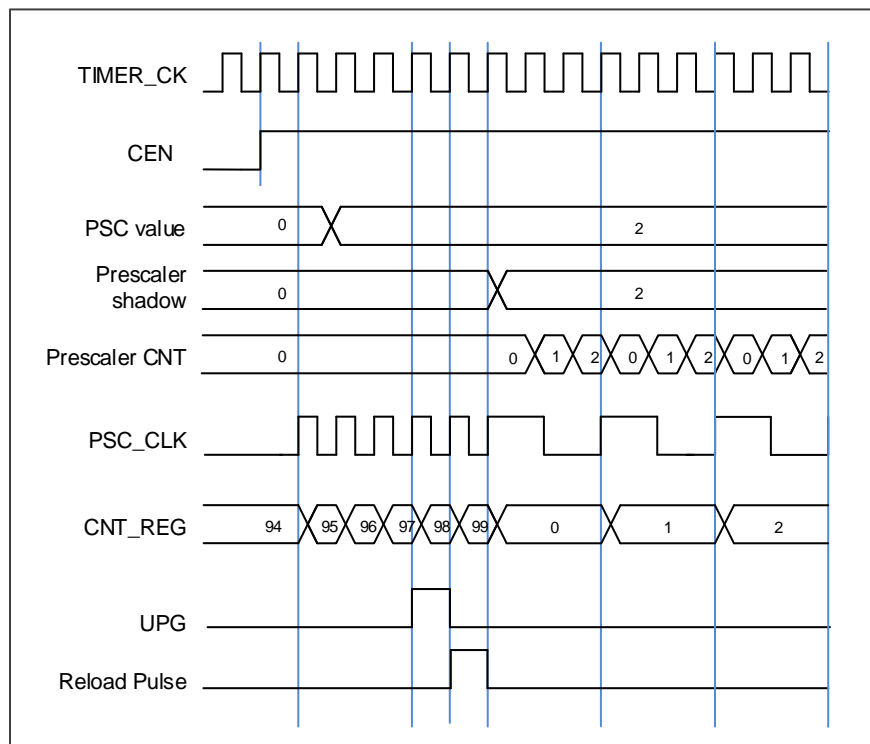 TIMER_CK
CEN
PSC value 0 2
Prescaler
shadow 0 2
Prescaler CNT 0 0 1 2 0 1 2 0 1 2
PSC_CLK
CNT_REG 94 95 96 97 98 99 0 1 2
UPG
Reload Pulse